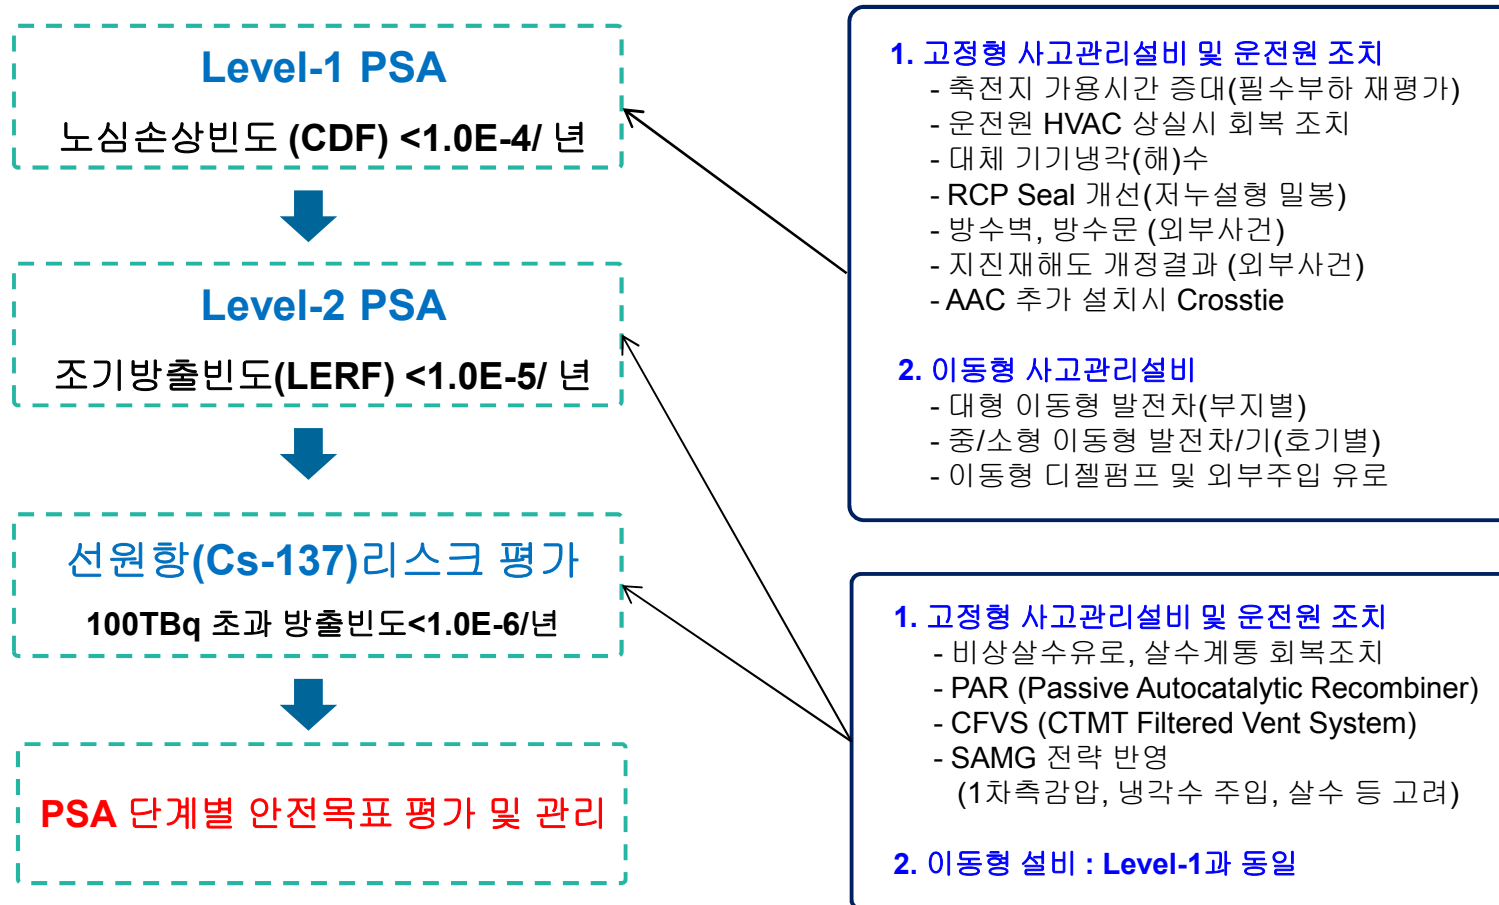 Level-1 PSA
노심손상빈도 (CDF) <1.0E-4/ 년
Level-2 PSA
조기방출빈도(LERF) <1.0E-5/ 년
선원항(Cs-137)리스크 평가
100TBq 초과 방출빈도<1.0E-6/년
PSA 단계별 안전목표 평가 및 관리
1. 고정형 사고관리설비 및 운전원 조치
- 축전지 가용시간 증대(필수부하 재평가)
- 운전원 HVAC 상실시 회복 조치
- 대체 기기냉각(해)수
- RCP Seal 개선(저누설형 밀봉)
- 방수벽, 방수문 (외부사건)
- 지진재해도 개정결과 (외부사건)
- AAC 추가 설치시 Crosstie
2. 이동형 사고관리설비
- 대형 이동형 발전차(부지별)
- 중/소형 이동형 발전차/기(호기별)
- 이동형 디젤펌프 및 외부주입 유로
1. 고정형 사고관리설비 및 운전원 조치
- 비상살수유로, 살수계통 회복조치
- PAR (Passive Autocatalytic Recombiner)
- CFVS (CTMT Filtered Vent System)
- SAMG 전략 반영
(1차측감압, 냉각수 주입, 살수 등 고려)
2. 이동형 설비 : Level-1과 동일